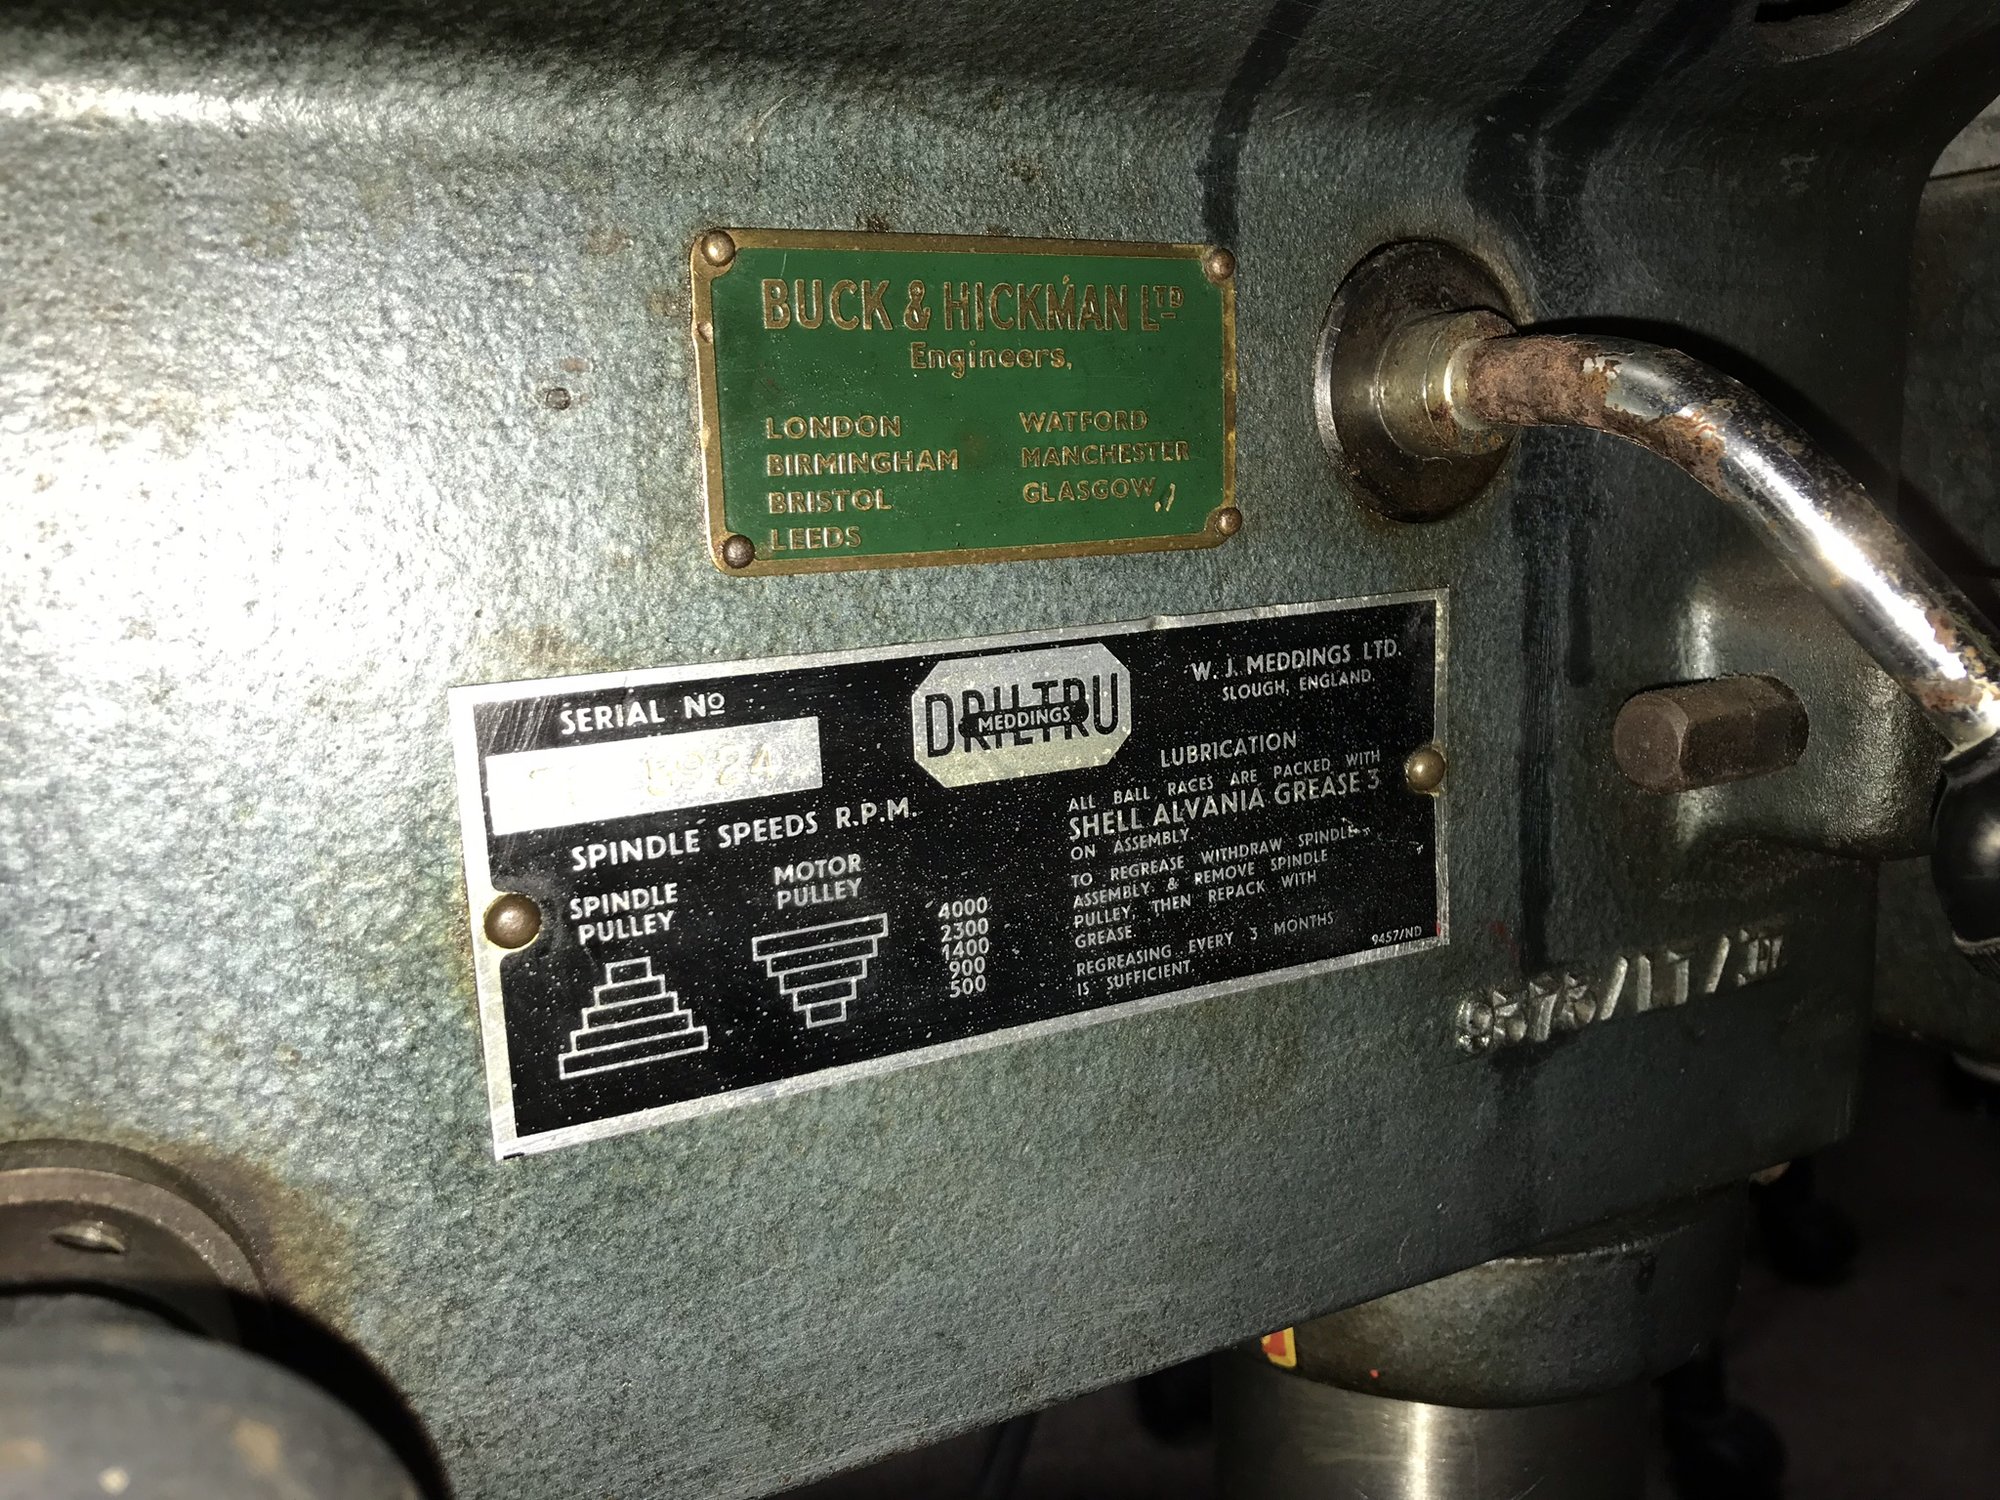 BUCK & HICKMAN LTD
Engineers,
LONDON
BIRMINGHAM
BRISTOL
LEEDS
WATFORD
MANCHESTER
GLASGOW
SERIAL No
5924
SPINDLE SPEEDS R.P.M.
SPINDLE
PULLEY
MOTOR
PULLEY
4000
2300
1400
900
500
DRILTRU
MEDDINGS
W. J. MEDDINGS LTD.
SLOUGH, ENGLAND.
LUBRICATION
ALL BALL RACES ARE PACKED WITH
SHELL ALVANIA GREASE 3
ON ASSEMBLY.
TO REGREASE WITHDRAW SPINDLE
ASSEMBLY & REMOVE SPINDLE
PULLEY, THEN REPACK WITH
GREASE.
REGREASING EVERY 3 MONTHS
IS SUFFICIENT.
9457/ND